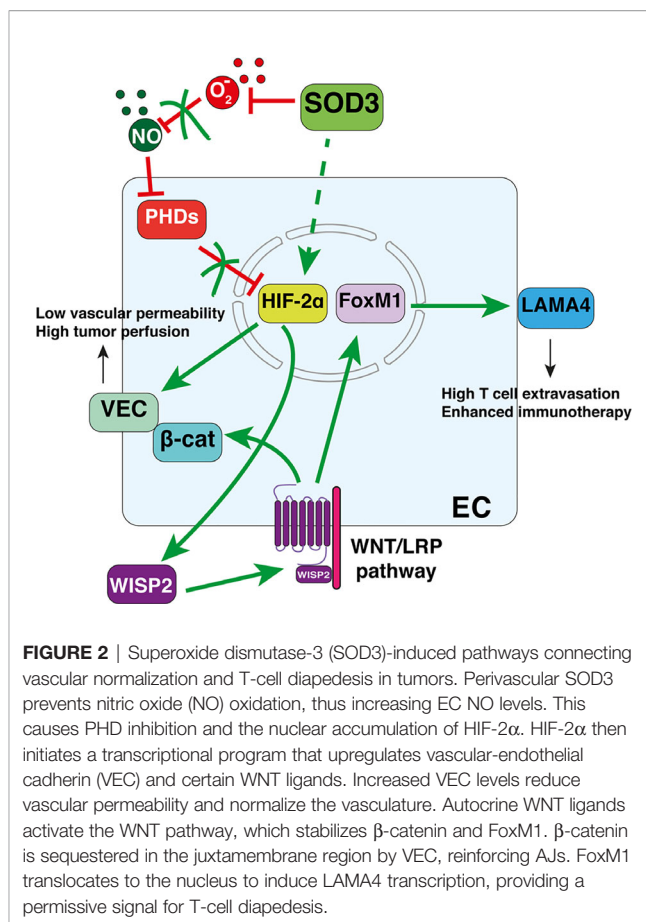 O2-
SOD3
NO
PHDs
HIF-2α
FoxM1
LAMA4
Low vascular permeability
High tumor perfusion
VEC
β-cat
High T cell extravasation
Enhanced immunotherapy
EC
WNT/LRP
pathway
WISP2
WISP2
FIGURE 2 | Superoxide dismutase-3 (SOD3)-induced pathways connecting
vascular normalization and T-cell diapedesis in tumors. Perivascular SOD3
prevents nitric oxide (NO) oxidation, thus increasing EC NO levels. This
causes PHD inhibition and the nuclear accumulation of HIF-2α. HIF-2α then
initiates a transcriptional program that upregulates vascular-endothelial
cadherin (VEC) and certain WNT ligands. Increased VEC levels reduce
vascular permeability and normalize the vasculature. Autocrine WNT ligands
activate the WNT pathway, which stabilizes β-catenin and FoxM1. β-catenin
is sequestered in the juxtamembrane region by VEC, reinforcing AJs. FoxM1
translocates to the nucleus to induce LAMA4 transcription, providing a
permissive signal for T-cell diapedesis.